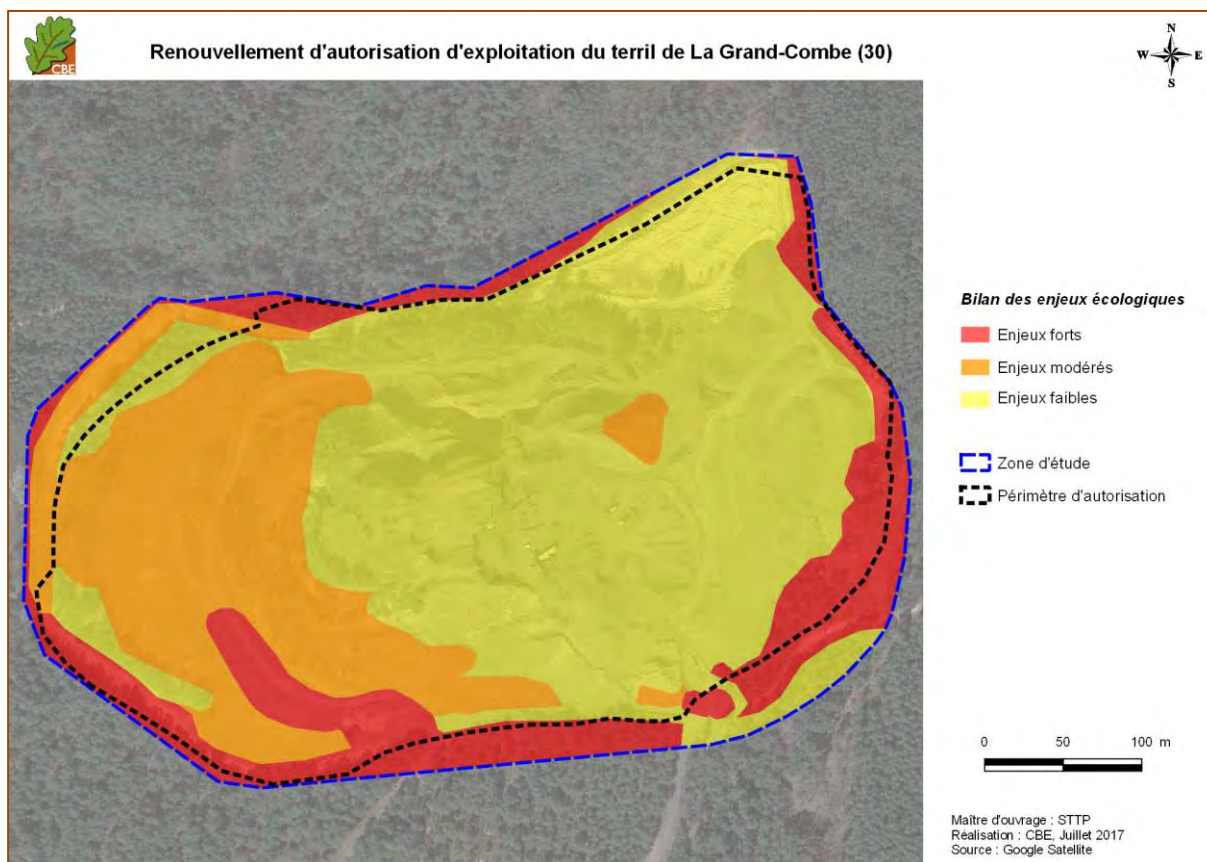 CBE
Renouvellement d'autorisation d'exploitation du terril de La Grand-Combe (30)
N
W E
S
Bilan des enjeux écologiques
Enjeux forts
Enjeux modérés
Enjeux faibles
Zone d'étude
Périmètre d'autorisation
0 50 100 m
Maître d'ouvrage : STTP
Réalisation : CBE, Juillet 2017
Source : Google Satellite